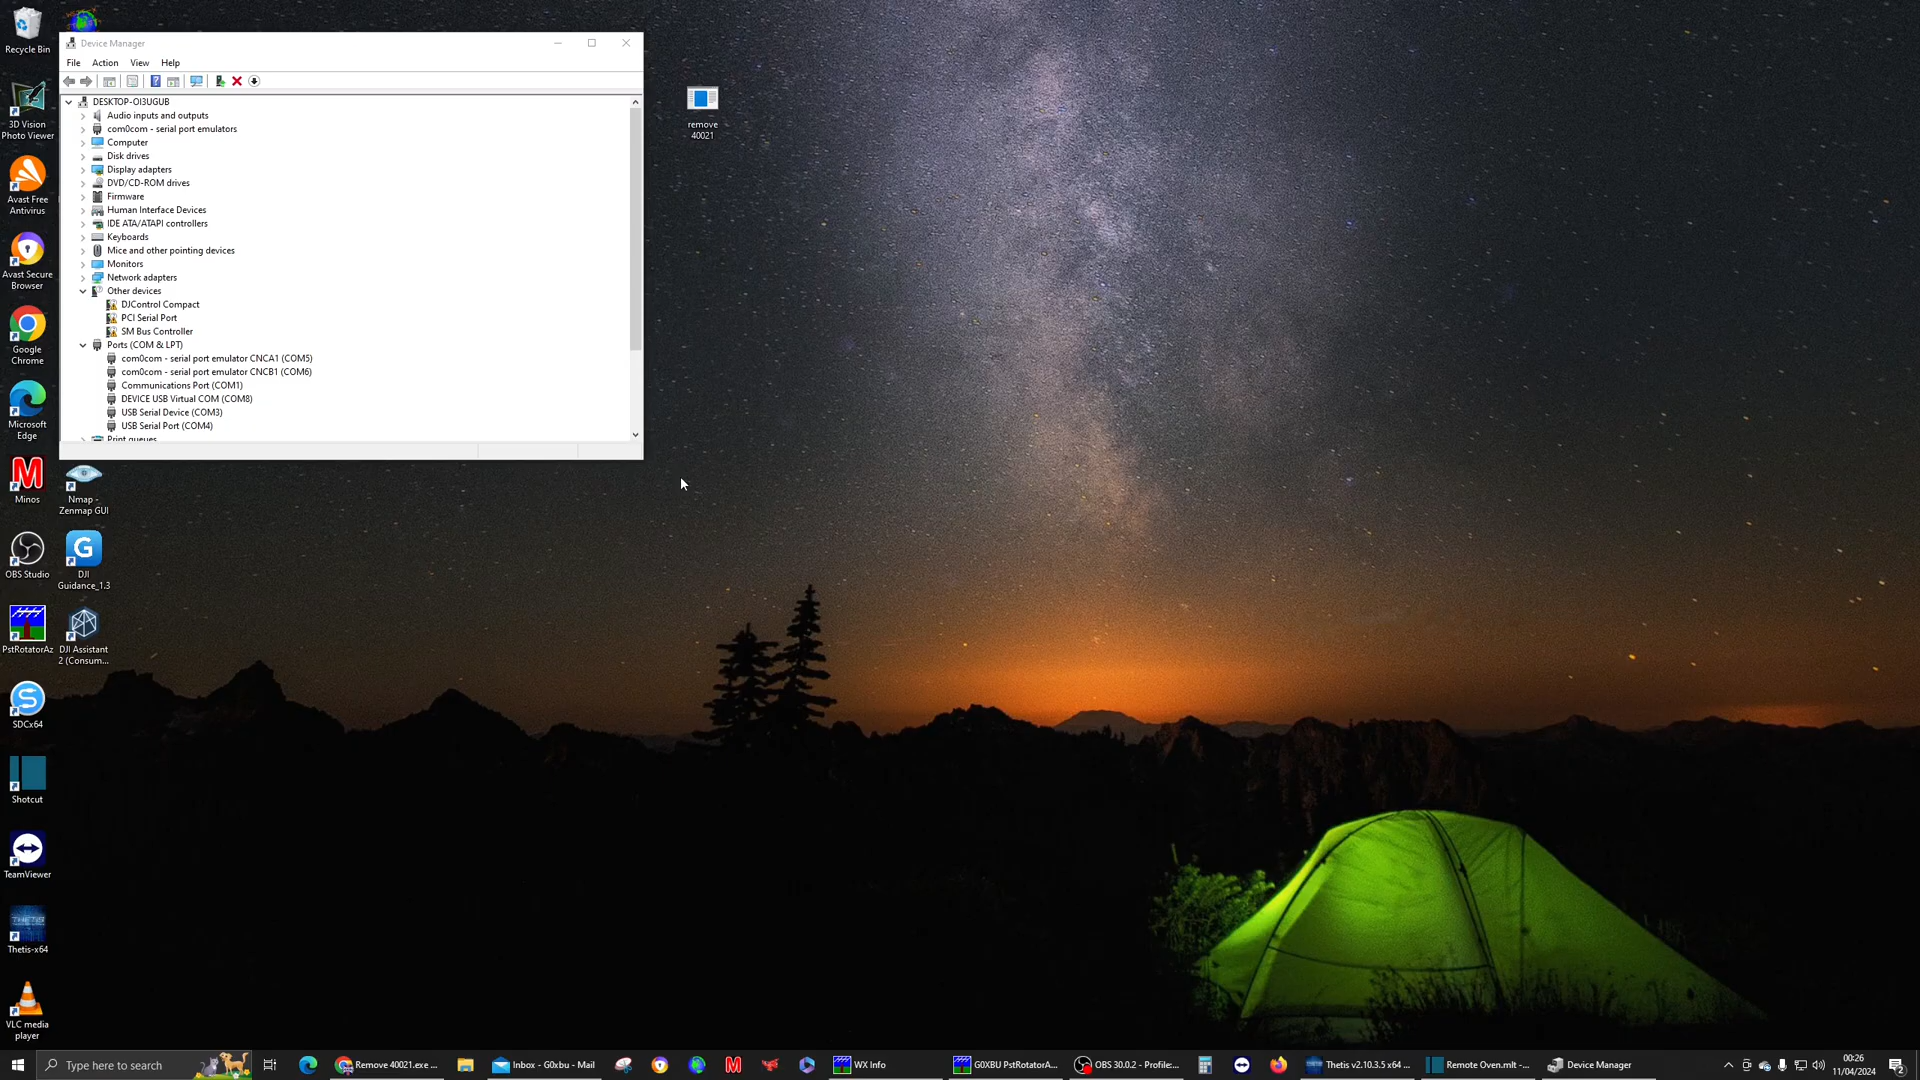 Recycle Bin
3D Vision
Photo Viewer
Avast Free
Antivirus
Avast Secure
Browser
Google
Chrome
Microsoft
Edge
Minos
OBS Studio
PstRotatorAz
SDCx64
Shotcut
TeamViewer
THETIS
Thetis-x64
VLC media
player
Nmap -
Zenmap GUI
DJI
Guidance_1.3
DJI Assistant
2 (Consum...
remove
40021
Device Manager
File Action View Help
DESKTOP-OI3UGUB
Audio inputs and outputs
com0com - serial port emulators
Computer
Disk drives
Display adapters
DVD/CD-ROM drives
Firmware
Human Interface Devices
IDE ATA/ATAPI controllers
Keyboards
Mice and other pointing devices
Monitors
Network adapters
Other devices
DJControl Compact
PCI Serial Port
SM Bus Controller
Ports (COM & LPT)
com0com - serial port emulator CNCA1 (COM5)
com0com - serial port emulator CNCB1 (COM6)
Communications Port (COM1)
DEVICE USB Virtual COM (COM8)
USB Serial Device (COM3)
USB Serial Port (COM4)
Print queues
Type here to search
Remove 40021.exe ...
Inbox - G0xbu - Mail
WX Info
G0XBU PstRotatorA...
OBS 30.0.2 - Profile:...
Thetis v2.10.3.5 x64 ...
Remote Oven.mlt - ...
Device Manager
00:26
11/04/2024
2